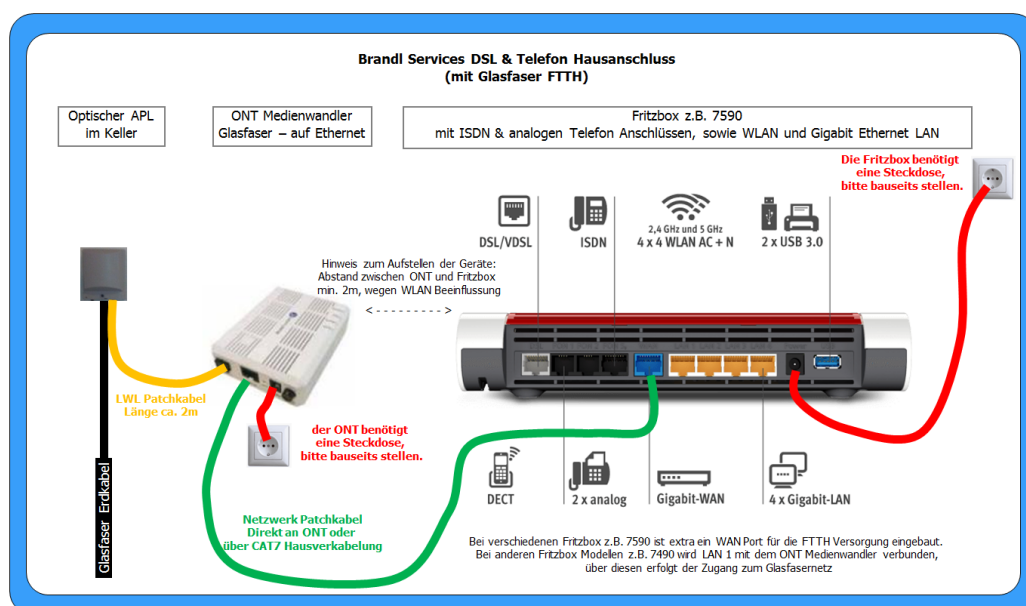 Brandl Services DSL & Telefon Hausanschluss
(mit Glasfaser FTTH)
Optischer APL
im Keller
ONT Medienwandler
Glasfaser – auf Ethernet
Fritzbox z.B. 7590
mit ISDN & analogen Telefon Anschlüssen, sowie WLAN und Gigabit Ethernet LAN
Die Fritzbox benötigt
eine Steckdose,
bitte bauseits stellen.
DSL/VDSL
ISDN
2,4 GHz und 5 GHz
4 x 4 WLAN AC + N
2 x USB 3.0
Hinweis zum Aufstellen der Geräte:
Abstand zwischen ONT und Fritzbox
min. 2m, wegen WLAN Beeinflussung
LWL Patchkabel
Länge ca. 2m
der ONT benötigt
eine Steckdose,
bitte bauseits stellen.
Glasfaser Erdkabel
DECT
2 x analog
Gigabit-WAN
4 x Gigabit-LAN
Netzwerk Patchkabel
Direkt an ONT oder
über CAT7 Hausverkabelung
Bei verschiedenen Fritzbox z.B. 7590 ist extra ein WAN Port für die FTTH Versorgung eingebaut.
Bei anderen Fritzbox Modellen z.B. 7490 wird LAN 1 mit dem ONT Medienwandler verbunden,
über diesen erfolgt der Zugang zum Glasfasernetz